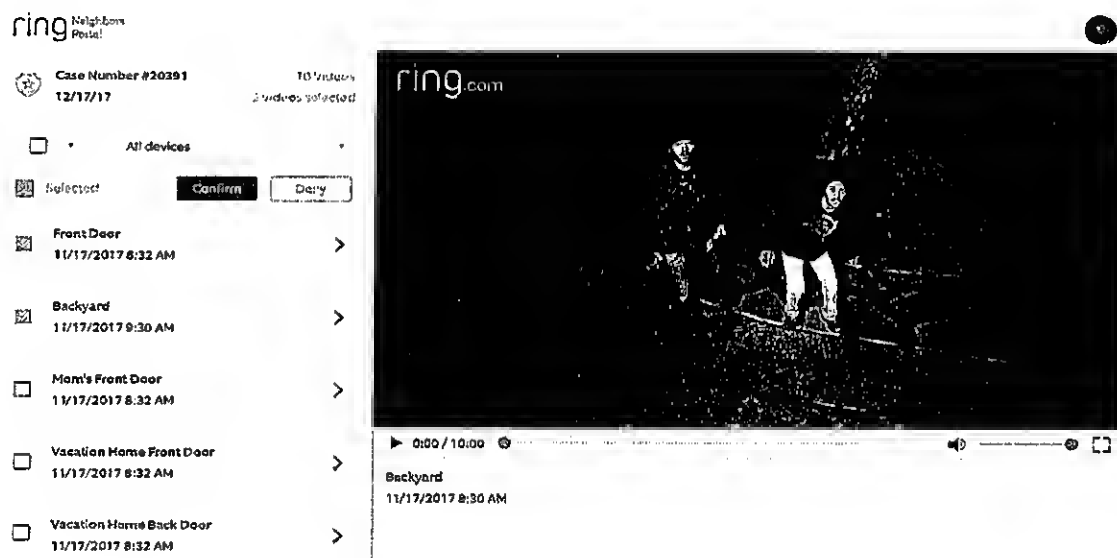 ring Neighbors
Portal
Case Number #20391
10 Videos
12/17/17
2 videos selected
All devices
Selected
Confirm
Deny
Front Door
11/17/2017 8:32 AM
Backyard
11/17/2017 9:30 AM
Mom's Front Door
11/17/2017 8:32 AM
Vacation Home Front Door
11/17/2017 8:32 AM
Vacation Home Back Door
11/17/2017 8:32 AM
ring.com
0:00 / 10:00
Backyard
11/17/2017 8:30 AM